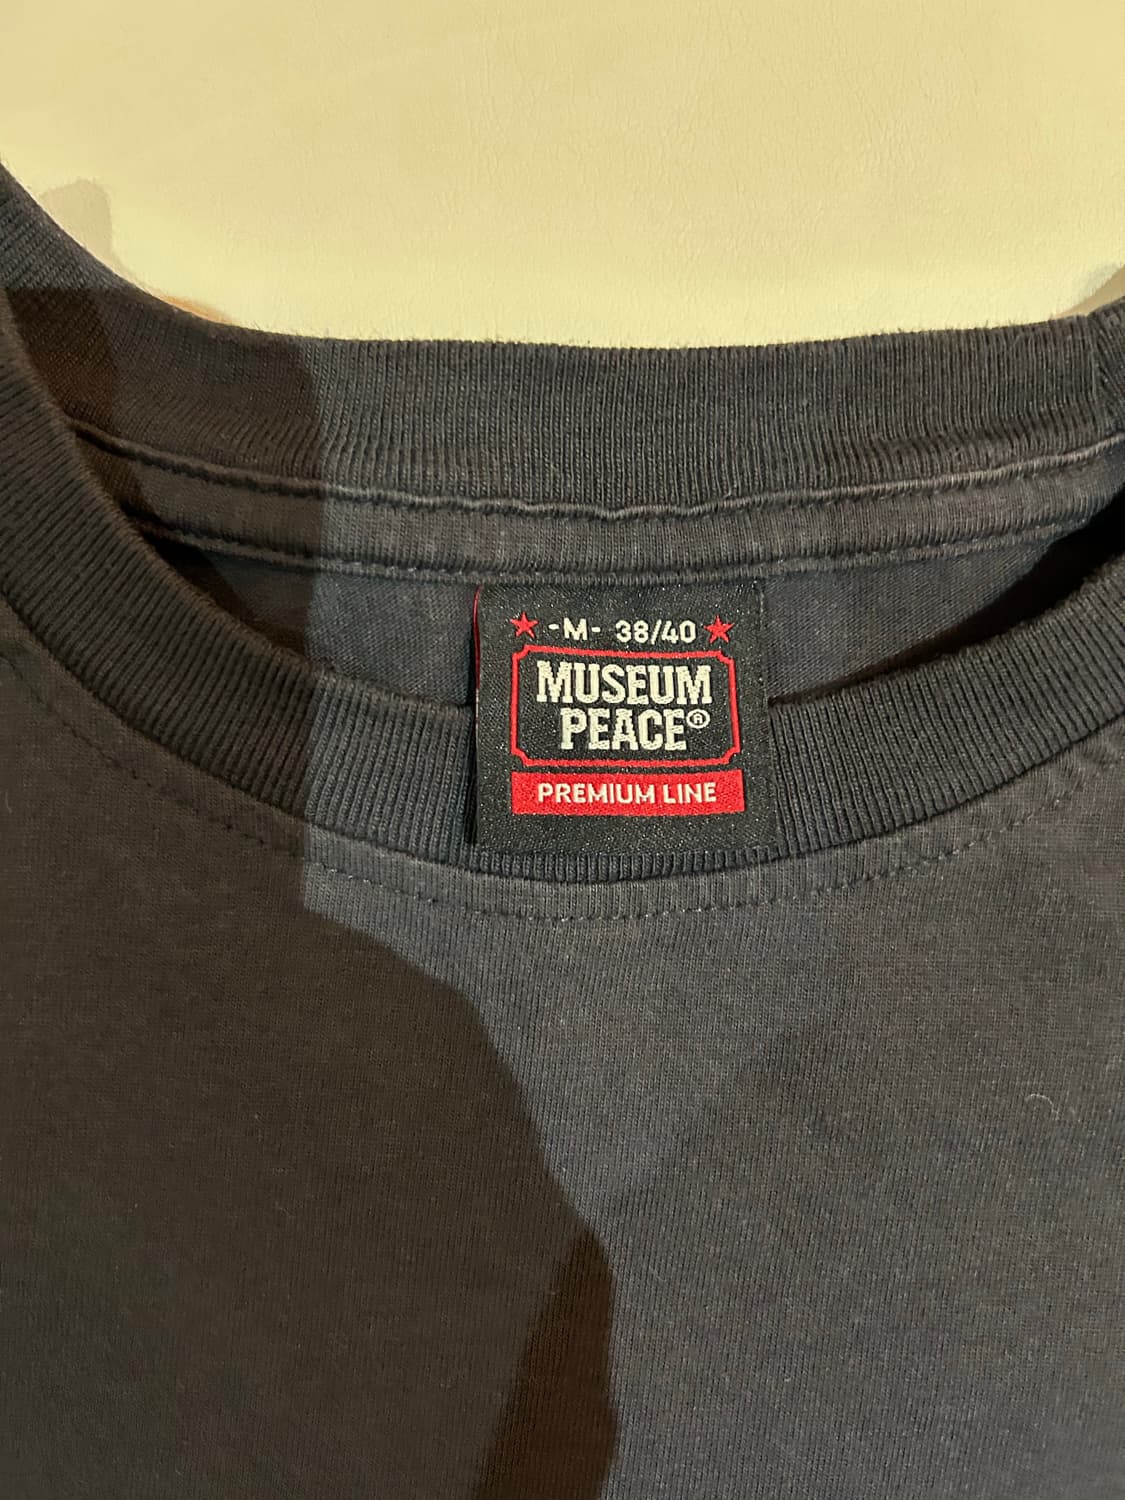 -M- 38/40
MUSEUM
PEACE®
PREMIUM LINE